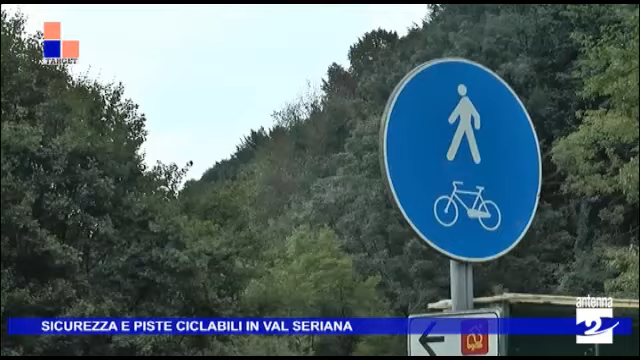 TARGET
SICUREZZA E PISTE CICLABILI IN VAL SERIANA
antenna
2